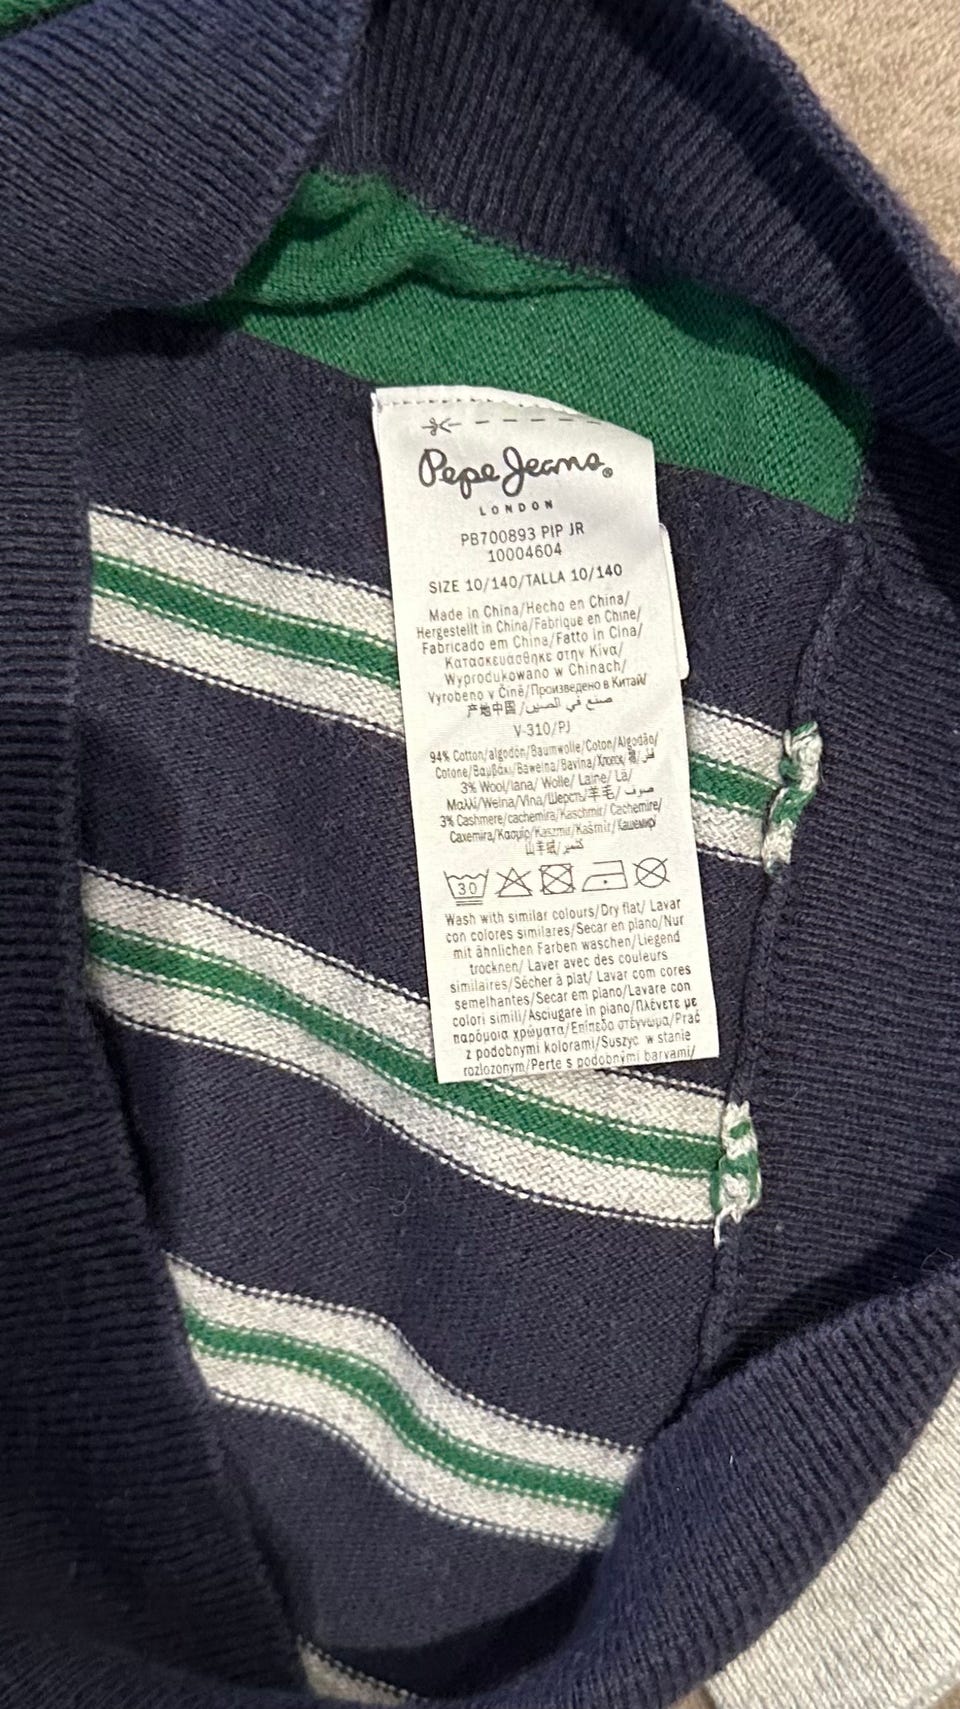 Pepe Jeans®
LONDON
PB700893 PIP JR
10004604
SIZE 10/140/TALLA 10/140
Made in China/Hecho en China/
Hergestellt in China/Fabrique en Chine/
Fabricado em China/Fatto in Cina/
Κατασκευάσθηκε στην Κίνα/
Wyprodukowano w Chinach/
Vyrobeno v Číně/Произведено в Китай/
产地中国/صنع في الصين/
V-310/PJ
94% Cotton/algodón/Baumwolle/Coton/Algodão/
Cotone/Βαμβάκι/Bawełna/Bavlna/Хлопок/棉/
3% Wool/lana/ Wolle/ Laine/ Lã/
Μαλλί/Wełna/Vlna/Шерсть/羊毛/ صوف/
3% Cashmere/cachemira/Kaschmir/ Cachemire/
Caxemira/Κασμίρ/Kaszmir/Kašmír/Кашемир/
山羊绒/كشمير
30
Wash with similar colours/Dry flat/ Lavar
con colores similares/Secar en plano/Nur
mit ähnlichen Farben waschen/Liegend
trocknen/ Laver avec des couleurs
similaires/Sécher à plat/ Lavar com cores
semelhantes/Secar em plano/Lavare con
colori simili/Asciugare in piano/Πλένετε με
παρόμοια χρώματα/Επίπεδο στέγνωμα/Prać
z podobnymi kolorami/Suszyc w stanie
rozlozonym/Perte s podobnými barvami/